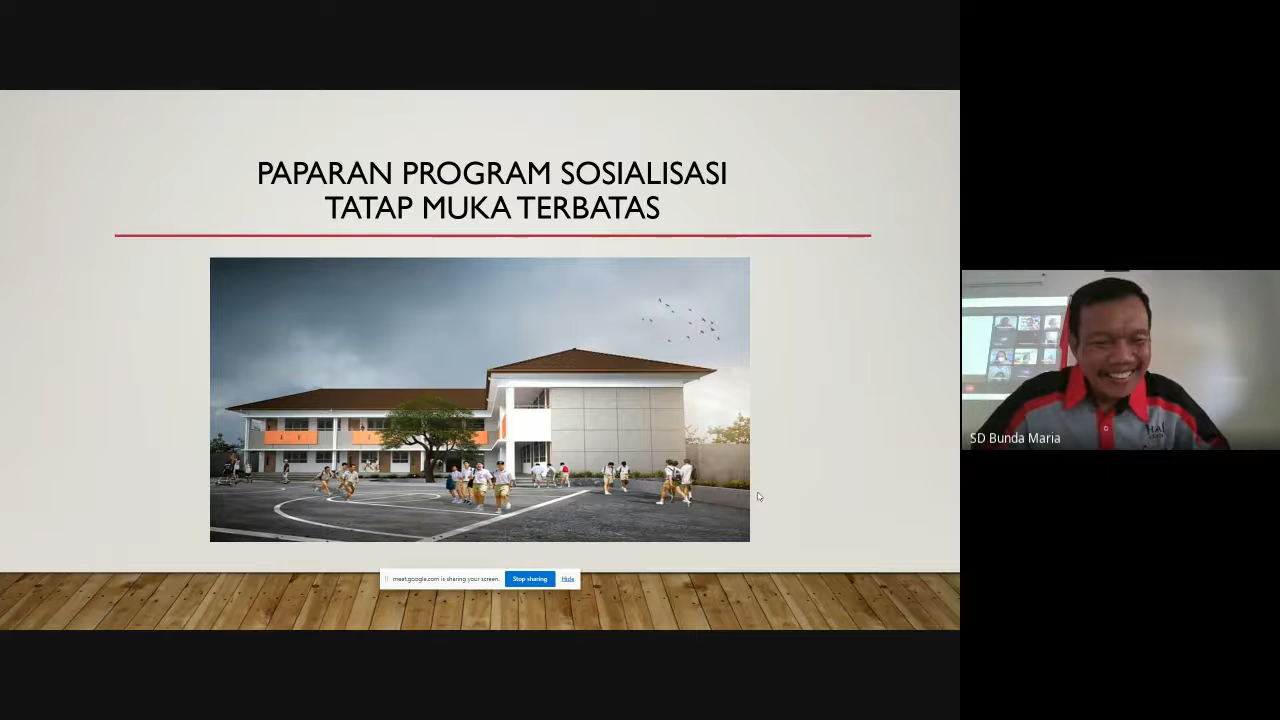 PAPARAN PROGRAM SOSIALISASI
TATAP MUKA TERBATAS
meet.google.com is sharing your screen.
Stop sharing
Hide
SD Bunda Maria